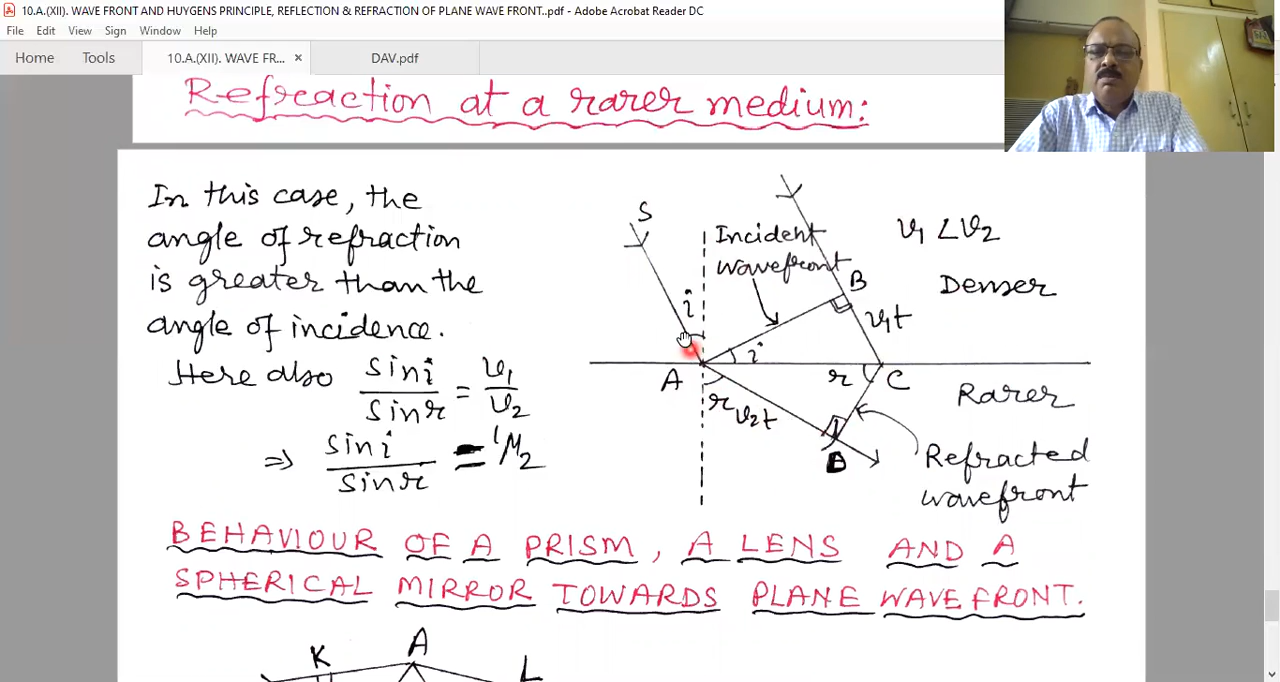 10.A.(XII). WAVE FRONT AND HUYGENS PRINCIPLE, REFLECTION & REFRACTION OF PLANE WAVE FRONT..pdf - Adobe Acrobat Reader DC
File Edit View Sign Window Help
Home Tools 10.A.(XII). WAVE FR... × DAV.pdf
Refraction at a rarer medium:
In this case, the
angle of refraction
is greater than the
angle of incidence.
Here also sin i / sin r = v₁ / v₂
⇒ sin i / sin r = ¹μ₂
S
Incident
wavefront
i
B
v₁ < v₂
Denser
v₁t
i
A
r
C
Rarer
r
v₂t
D
Refracted
wavefront
BEHAVIOUR OF A PRISM, A LENS AND A
SPHERICAL MIRROR TOWARDS PLANE WAVEFRONT.
K
A
L